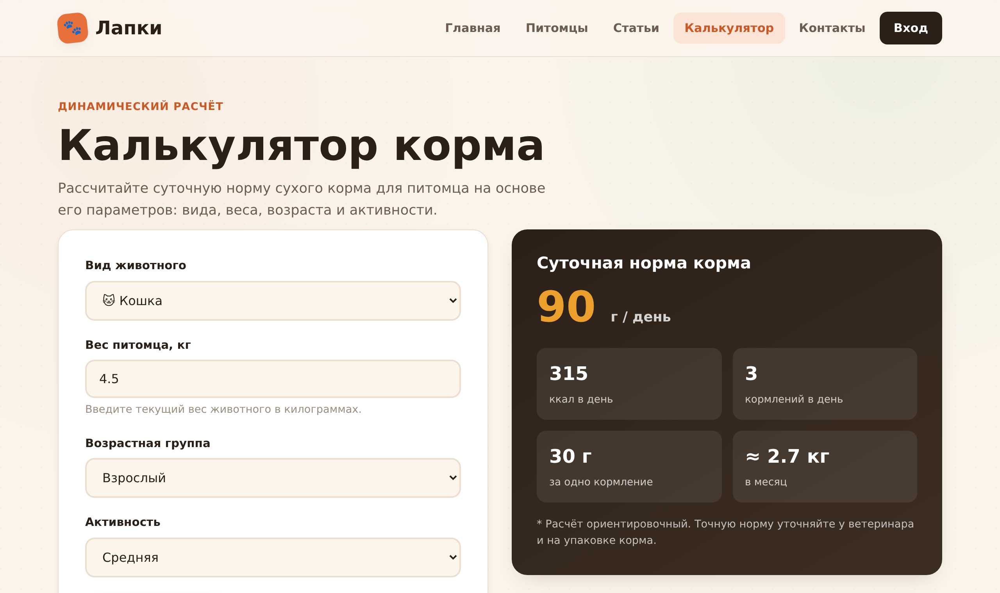 Лапки
Главная
Питомцы
Статьи
Калькулятор
Контакты
Вход
ДИНАМИЧЕСКИЙ РАСЧЁТ
Калькулятор корма
Рассчитайте суточную норму сухого корма для питомца на основе
его параметров: вида, веса, возраста и активности.
Вид животного
🐱 Кошка
Вес питомца, кг
4.5
Введите текущий вес животного в килограммах.
Возрастная группа
Взрослый
Активность
Средняя
Суточная норма корма
90 г / день
315
ккал в день
3
кормлений в день
30 г
за одно кормление
≈ 2.7 кг
в месяц
* Расчёт ориентировочный. Точную норму уточняйте у ветеринара
и на упаковке корма.